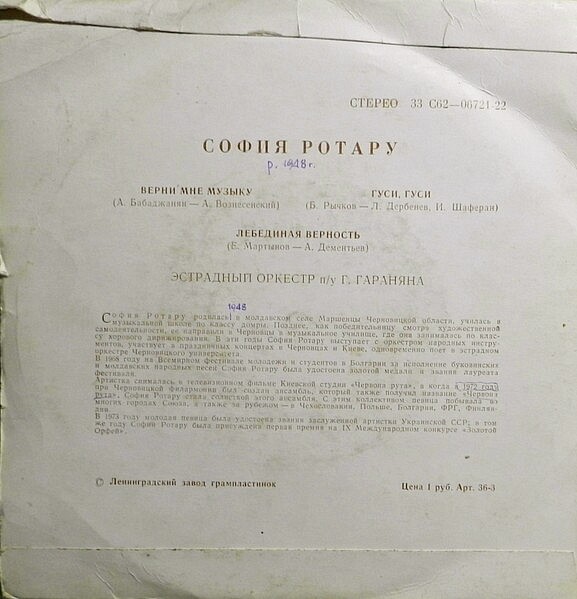 СТЕРЕО 33 С62—06721-22
СОФИЯ РОТАРУ
р. 1948 г.
ВЕРНИ МНЕ МУЗЫКУ
(А. Бабаджанян — А. Вознесенский)
ГУСИ, ГУСИ
(Б. Рычков — Л. Дербенев, И. Шаферан)
ЛЕБЕДИНАЯ ВЕРНОСТЬ
(Е. Мартынов — А. Дементьев)
ЭСТРАДНЫЙ ОРКЕСТР п/у Г. ГАРАНЯНА
1948
София Ротару родилась в молдавском селе Маршенцы Черновицкой области, училась в
музыкальной школе по классу домры. Позднее, как победительницу смотра художественной
самодеятельности, ее направили в Черновцы в музыкальное училище, где она занималась по клас-
су хорового дирижирования. В эти годы София Ротару выступает с оркестром народных инстру-
ментов, участвует в праздничных концертах в Черновцах и Киеве, одновременно поет в эстрадном
оркестре Черновицкого университета.
В 1968 году на Всемирном фестивале молодежи и студентов в Болгарии за исполнение буковинских
и молдавских народных песен София Ротару была удостоена золотой медали и звания лауреата
фестиваля.
Артистка снималась в телевизионном фильме Киевской студии «Червона рута», а когда в 1972 году
при Черновицкой филармонии был создан ансамбль, который также получил название «Червона
рута», София Ротару стала солисткой этого ансамбля. С этим коллективом певица побывала во
многих городах Союза, а также за рубежом — в Чехословакии, Польше, Болгарии, ФРГ, Финлян-
дии.
В 1973 году молодая певица была удостоена звания заслуженной артистки Украинской ССР; в том
же году София Ротару была присуждена первая премия на IX Международном конкурсе «Золотой
Орфей».
© Ленинградский завод грампластинок
Цена 1 руб. Арт. 36-3